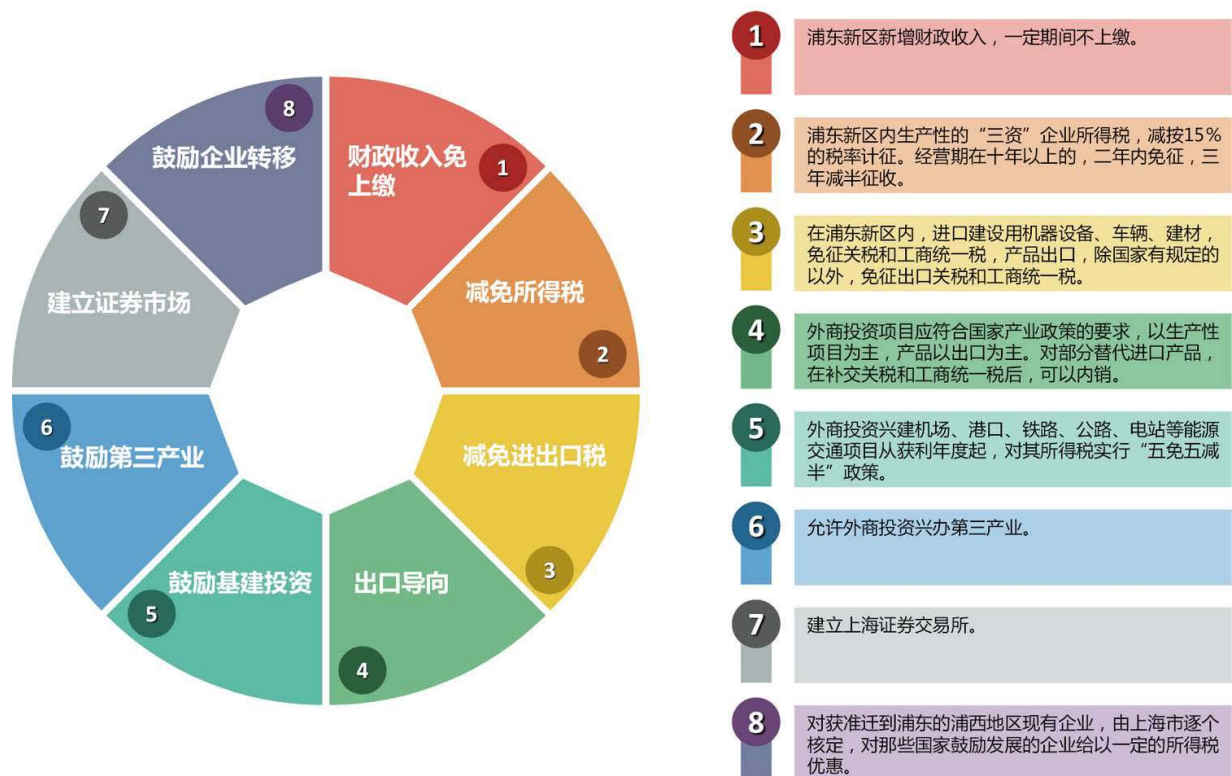 8
鼓励企业转移
财政收入免
上缴
1
7
建立证券市场
减免所得税
2
6
鼓励第三产业
减免进出口税
3
鼓励基建投资
5
出口导向
4
1
浦东新区新增财政收入，一定期间不上缴。
2
浦东新区内生产性的“三资”企业所得税，减按15%
的税率计征。经营期在十年以上的，二年内免征，三
年减半征收。
3
在浦东新区内，进口建设用机器设备、车辆、建材，
免征关税和工商统一税，产品出口，除国家有规定的
以外，免征出口关税和工商统一税。
4
外商投资项目应符合国家产业政策的要求，以生产性
项目为主，产品以出口为主。对部分替代进口产品，
在补交关税和工商统一税后，可以内销。
5
外商投资兴建机场、港口、铁路、公路、电站等能源
交通项目从获利年度起，对其所得税实行“五免五减
半”政策。
6
允许外商投资兴办第三产业。
7
建立上海证券交易所。
8
对获准迁到浦东的浦西地区现有企业，由上海市逐个
核定，对那些国家鼓励发展的企业给以一定的所得税
优惠。